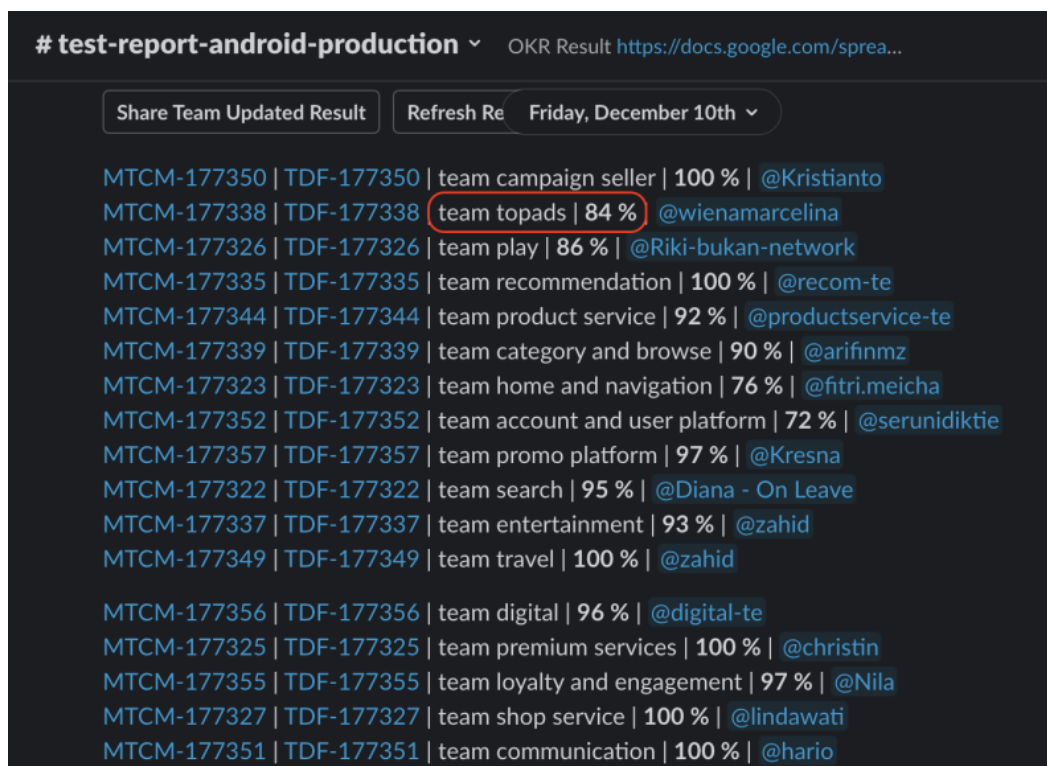 # test-report-android-production OKR Result https://docs.google.com/sprea...
Share Team Updated Result Refresh Re Friday, December 10th
MTCM-177350 | TDF-177350 | team campaign seller | 100 % | @Kristianto
MTCM-177338 | TDF-177338 | team topads | 84 % | @wienamarcelina
MTCM-177326 | TDF-177326 | team play | 86 % | @Riki-bukan-network
MTCM-177335 | TDF-177335 | team recommendation | 100 % | @recom-te
MTCM-177344 | TDF-177344 | team product service | 92 % | @productservice-te
MTCM-177339 | TDF-177339 | team category and browse | 90 % | @arifinmz
MTCM-177323 | TDF-177323 | team home and navigation | 76 % | @fitri.meicha
MTCM-177352 | TDF-177352 | team account and user platform | 72 % | @serunidiktie
MTCM-177357 | TDF-177357 | team promo platform | 97 % | @Kresna
MTCM-177322 | TDF-177322 | team search | 95 % | @Diana - On Leave
MTCM-177337 | TDF-177337 | team entertainment | 93 % | @zahid
MTCM-177349 | TDF-177349 | team travel | 100 % | @zahid
MTCM-177356 | TDF-177356 | team digital | 96 % | @digital-te
MTCM-177325 | TDF-177325 | team premium services | 100 % | @christin
MTCM-177355 | TDF-177355 | team loyalty and engagement | 97 % | @Nila
MTCM-177327 | TDF-177327 | team shop service | 100 % | @lindawati
MTCM-177351 | TDF-177351 | team communication | 100 % | @hario